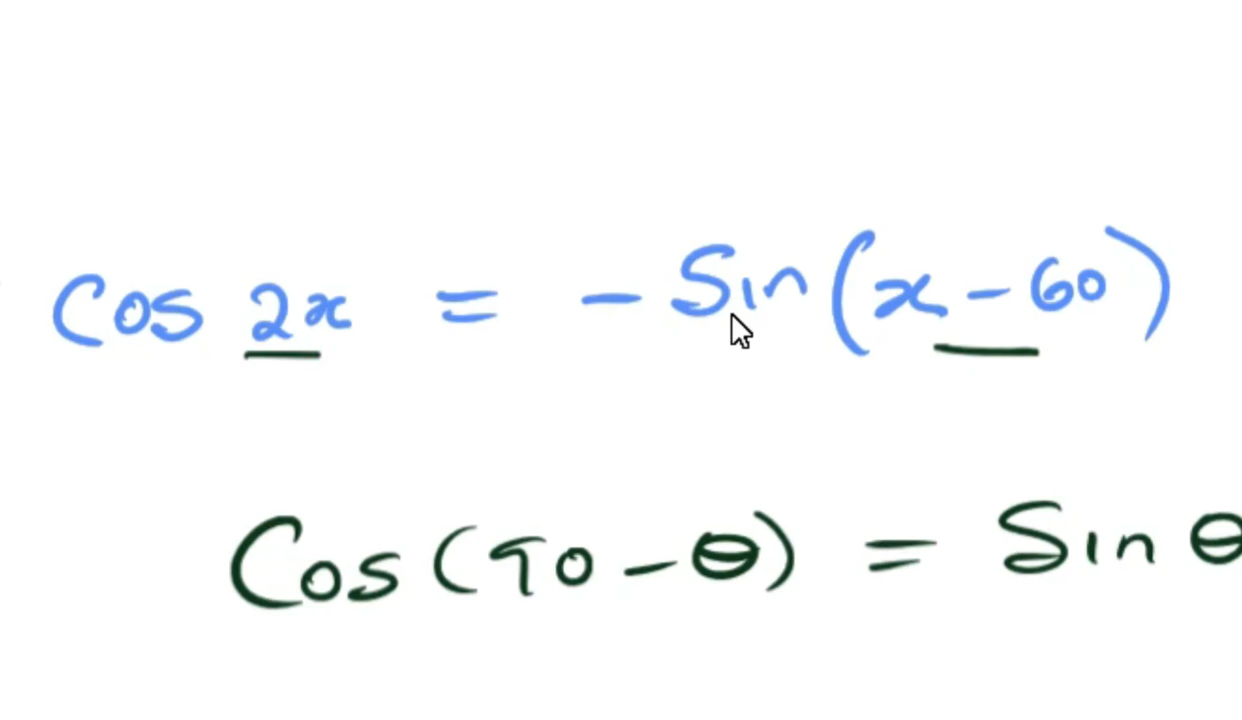 Cos 2x = - Sin (x - 60)
Cos (90 - θ) = Sin θ